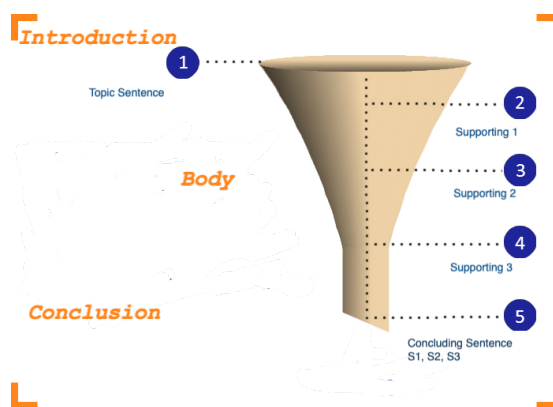 Introduction
1
Topic Sentence
2
Supporting 1
3
Supporting 2
Body
4
Supporting 3
Conclusion
5
Concluding Sentence
S1, S2, S3